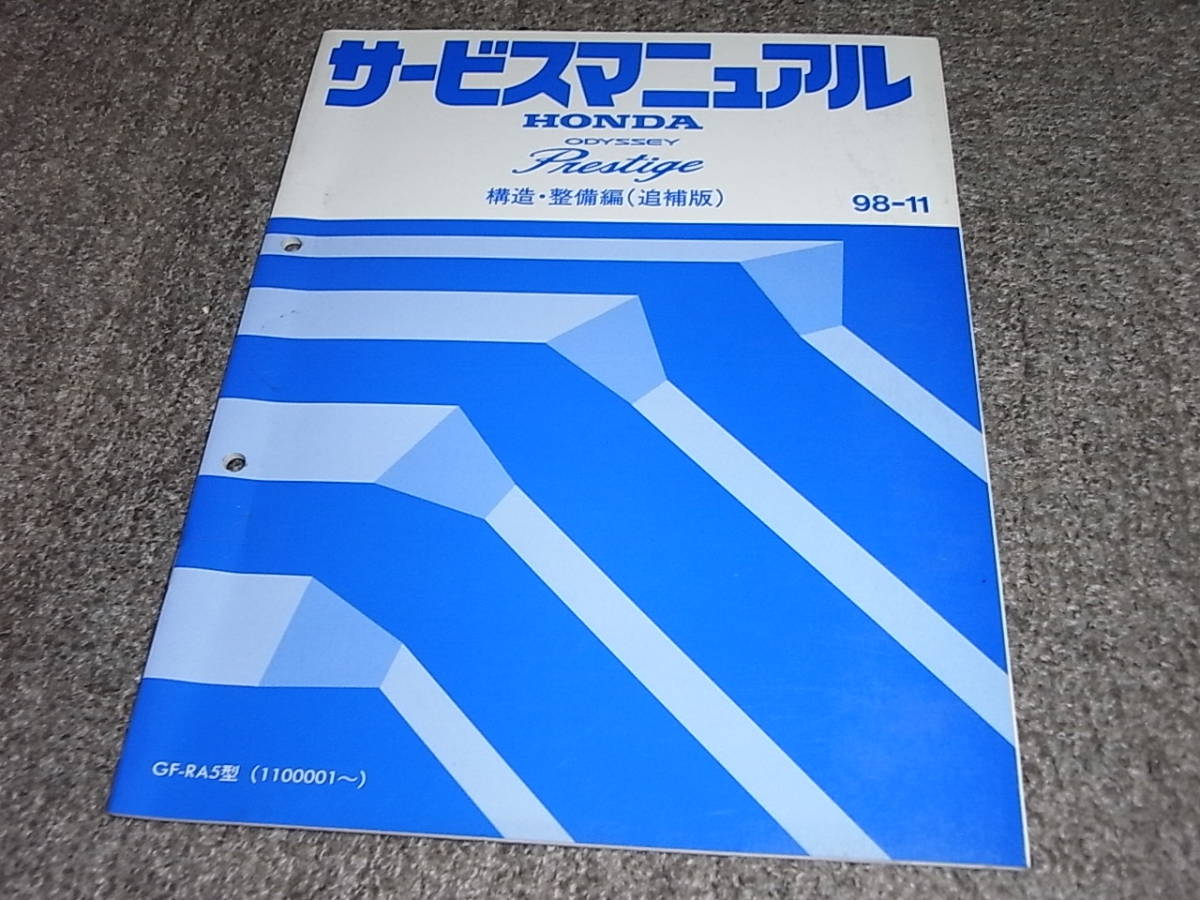 サービスマニュアル
HONDA
ODYSSEY
Prestige
構造・整備編(追補版) 98-11
GF-RA5型 (1100001～)